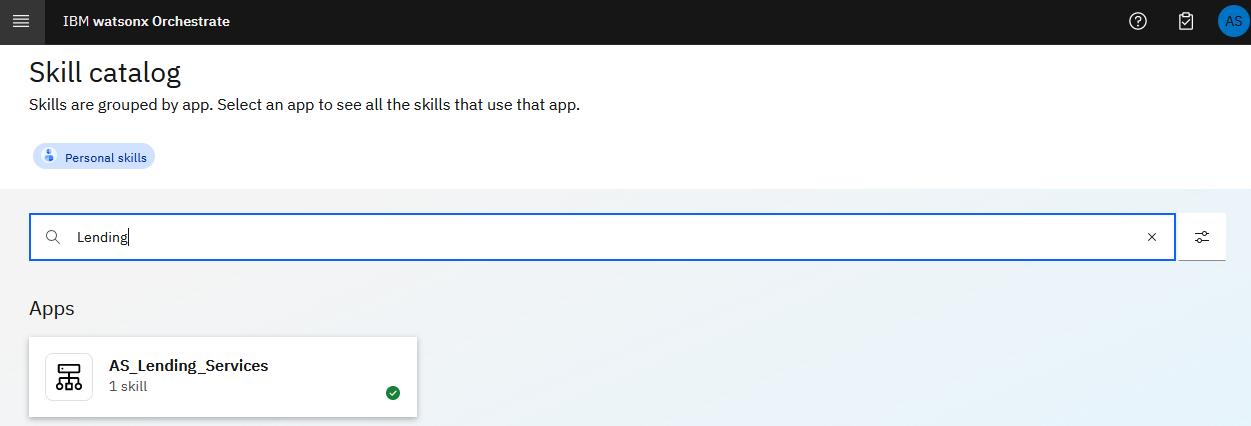 IBM watsonx Orchestrate
AS
Skill catalog
Skills are grouped by app. Select an app to see all the skills that use that app.
Personal skills
Lending
Apps
AS_Lending_Services
1 skill